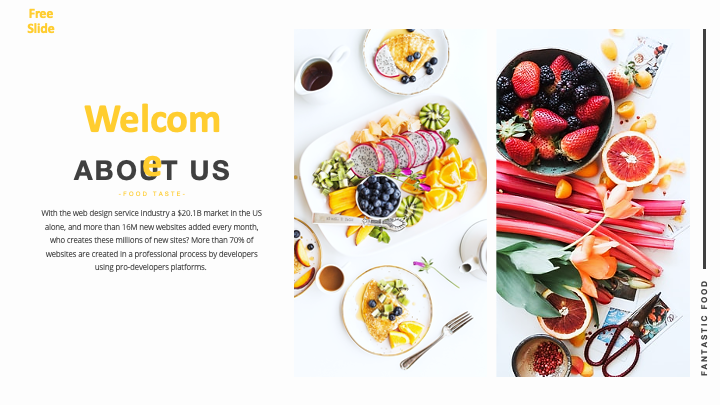 Free
Slide
Welcom
e
ABOUT US
-FOOD TASTE-
With the web design service industry a $20.1B market in the US
alone, and more than 16M new websites added every month,
who creates these millions of new sites? More than 70% of
websites are created in a professional process by developers
using pro-developers platforms.
FANTASTIC FOOD